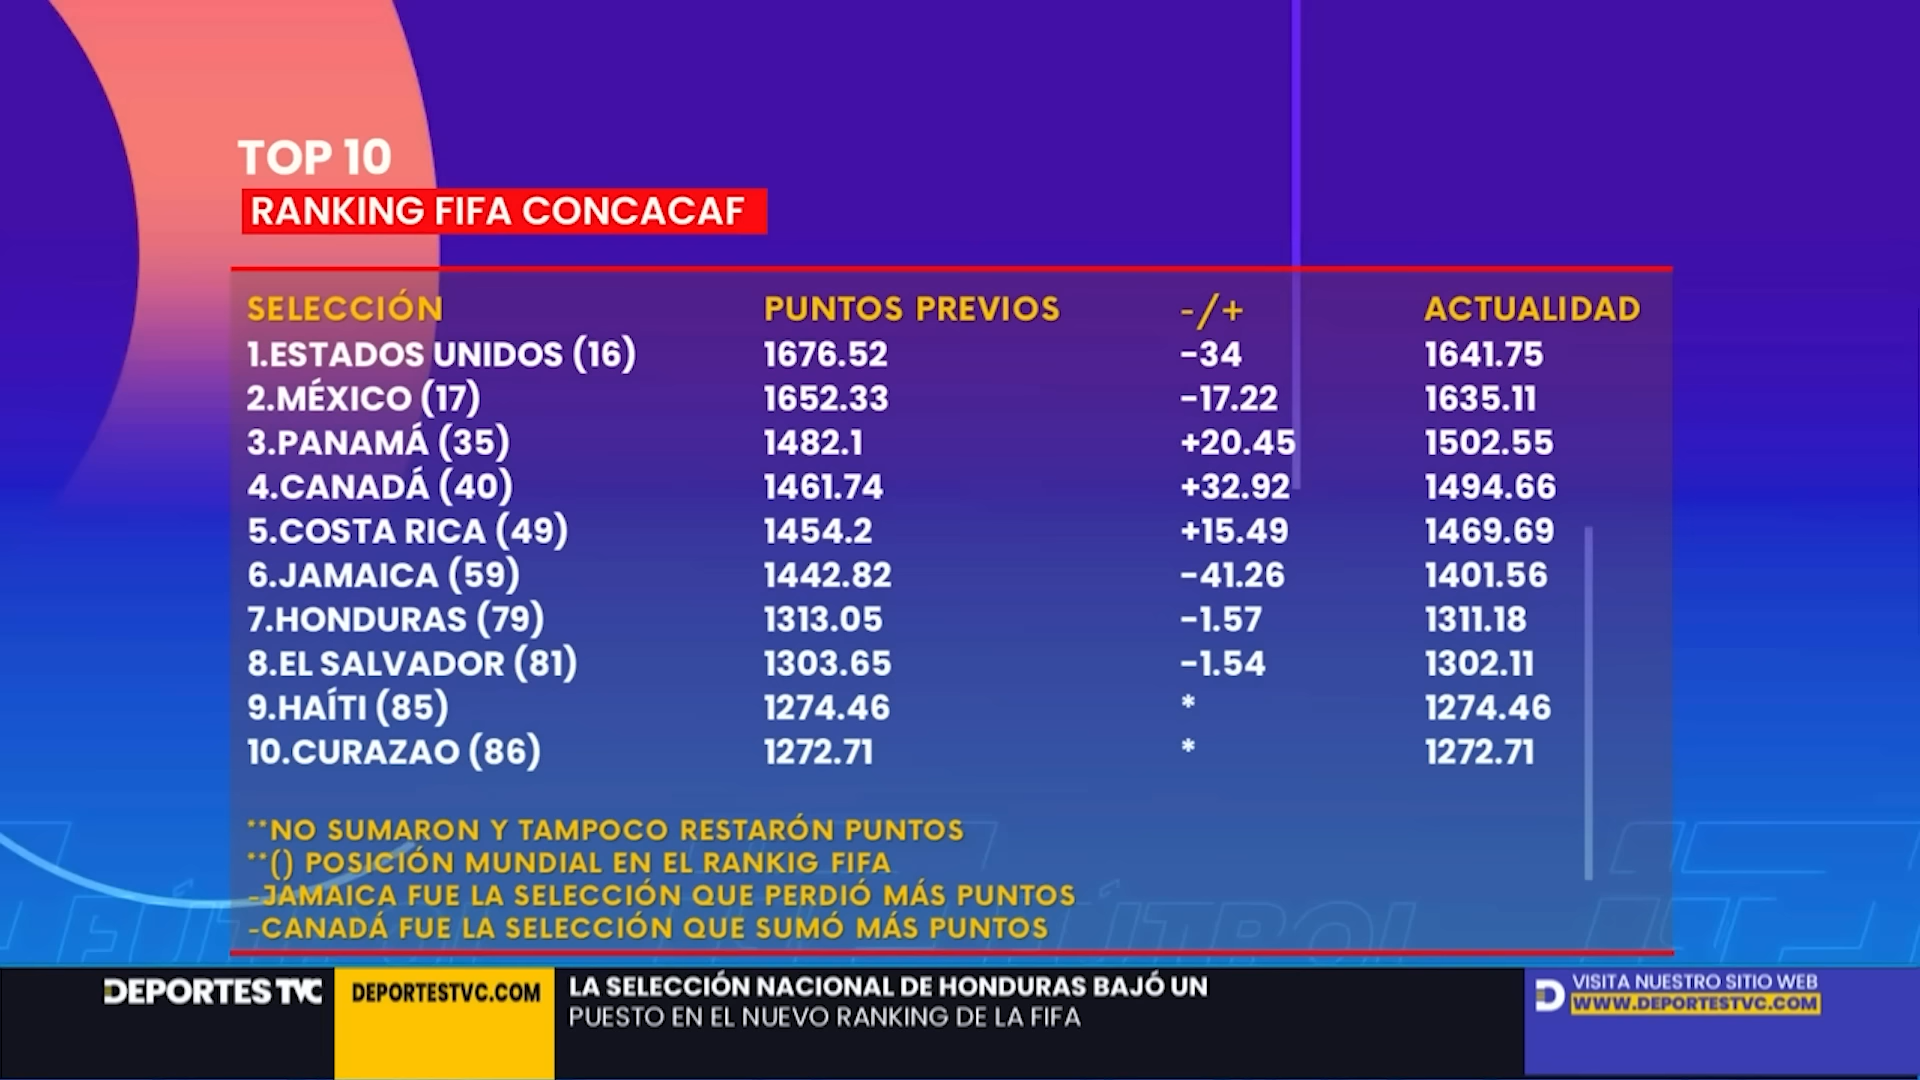 TOP 10
RANKING FIFA CONCACAF
SELECCIÓN PUNTOS PREVIOS -/+ ACTUALIDAD
1.ESTADOS UNIDOS (16) 1676.52 -34 1641.75
2.MÉXICO (17) 1652.33 -17.22 1635.11
3.PANAMÁ (35) 1482.1 +20.45 1502.55
4.CANADÁ (40) 1461.74 +32.92 1494.66
5.COSTA RICA (49) 1454.2 +15.49 1469.69
6.JAMAICA (59) 1442.82 -41.26 1401.56
7.HONDURAS (79) 1313.05 -1.57 1311.18
8.EL SALVADOR (81) 1303.65 -1.54 1302.11
9.HAÍTI (85) 1274.46 * 1274.46
10.CURAZAO (86) 1272.71 * 1272.71
**NO SUMARON Y TAMPOCO RESTARÓN PUNTOS
**() POSICIÓN MUNDIAL EN EL RANKIG FIFA
-JAMAICA FUE LA SELECCIÓN QUE PERDIÓ MÁS PUNTOS
-CANADÁ FUE LA SELECCIÓN QUE SUMÓ MÁS PUNTOS
DEPORTES TVC DEPORTESTVC.COM LA SELECCIÓN NACIONAL DE HONDURAS BAJÓ UN
PUESTO EN EL NUEVO RANKING DE LA FIFA
VISITA NUESTRO SITIO WEB
WWW.DEPORTESTVC.COM